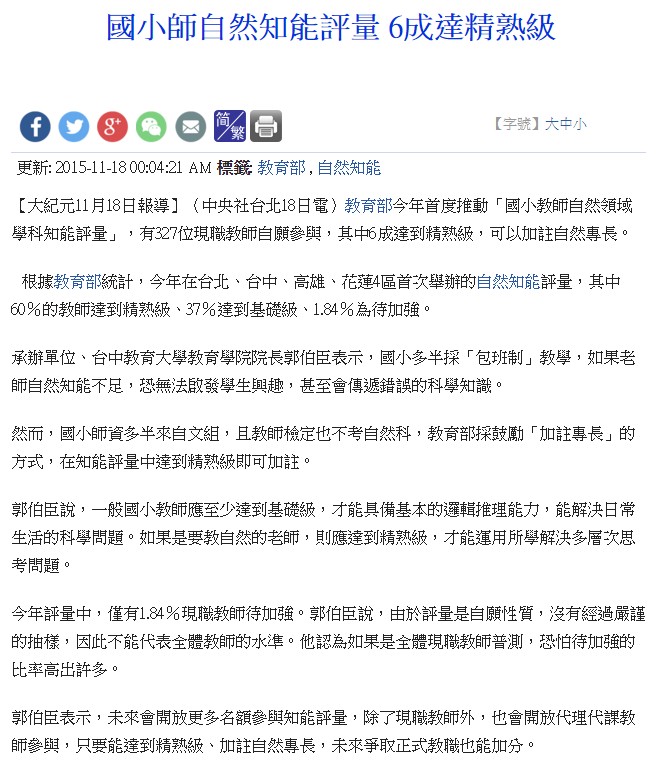 國小師自然知能評量 6成達精熟級
简/繁
【字號】大中小
更新: 2015-11-18 00:04:21 AM 標籤: 教育部 , 自然知能
【大紀元11月18日報導】（中央社台北18日電）教育部今年首度推動「國小教師自然領域
學科知能評量」，有327位現職教師自願參與，其中6成達到精熟級，可以加註自然專長。
根據教育部統計，今年在台北、台中、高雄、花蓮4區首次舉辦的自然知能評量，其中
60％的教師達到精熟級、37％達到基礎級、1.84％為待加強。
承辦單位、台中教育大學教育學院院長郭伯臣表示，國小多半採「包班制」教學，如果老
師自然知能不足，恐無法啟發學生興趣，甚至會傳遞錯誤的科學知識。
然而，國小師資多半來自文組，且教師檢定也不考自然科，教育部採鼓勵「加註專長」的
方式，在知能評量中達到精熟級即可加註。
郭伯臣說，一般國小教師應至少達到基礎級，才能具備基本的邏輯推理能力，能解決日常
生活的科學問題。如果是要教自然的老師，則應達到精熟級，才能運用所學解決多層次思
考問題。
今年評量中，僅有1.84％現職教師待加強。郭伯臣說，由於評量是自願性質，沒有經過嚴謹
的抽樣，因此不能代表全體教師的水準。他認為如果是全體現職教師普測，恐怕待加強的
比率高出許多。
郭伯臣表示，未來會開放更多名額參與知能評量，除了現職教師外，也會開放代理代課教
師參與，只要能達到精熟級、加註自然專長，未來爭取正式教職也能加分。